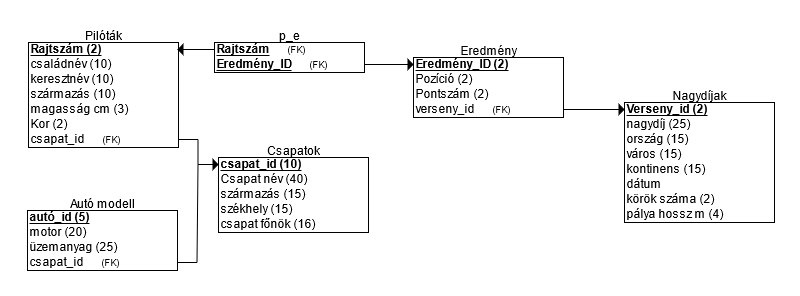 Pilóták
Rajtszám (2)
családnév (10)
keresztnév (10)
származás (10)
magasság cm (3)
Kor (2)
csapat_id (FK)
p_e
Rajtszám (FK)
Eredmény_ID (FK)
Eredmény
Eredmény_ID (2)
Pozíció (2)
Pontszám (2)
verseny_id (FK)
Nagydíjak
Verseny_id (2)
nagydíj (25)
ország (15)
város (15)
kontinens (15)
dátum
körök száma (2)
pálya hossz m (4)
Csapatok
csapat_id (10)
Csapat név (40)
származás (15)
székhely (15)
csapat főnök (16)
Autó modell
autó_id (5)
motor (20)
üzemanyag (25)
csapat_id (FK)